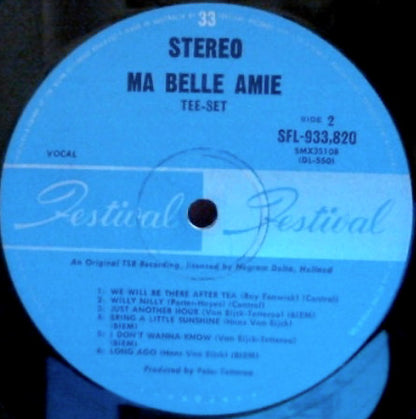 33
STEREO
MA BELLE AMIE
TEE-SET
SIDE 2
SFL-933,820
SMX35108
(DL-550)
VOCAL
Festival Festival
An Original TSR Recording, licensed by Negram Delta, Holland
1: WE WILL BE THERE AFTER TEA (Ray Fenwick) (Control)
2: WILLY NILLY (Porter-Hayes) (Control)
3: JUST ANOTHER HOUR (Van Eijck-Tetteroo) (BIEM)
4: BRING A LITTLE SUNSHINE (Hans Van Eijck)
(BIEM)
5: I DON'T WANNA KNOW (Van Eijck-Tetteroo)
(BIEM)
6: LONG AGO (Hans Van Eijck) (BIEM)
Produced by Peter Tetteroo